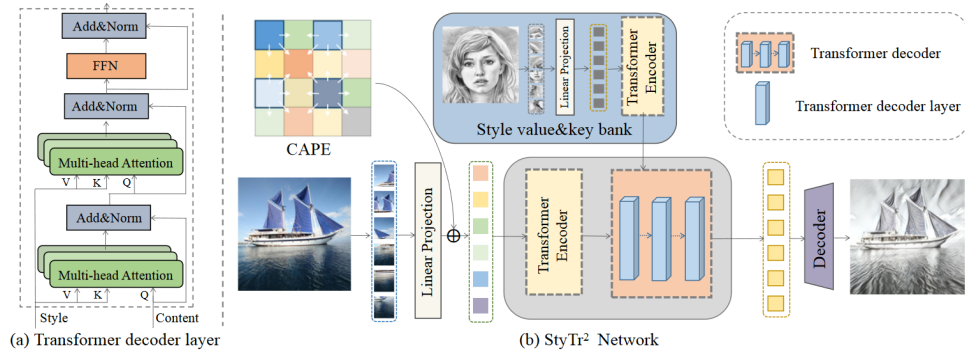 Add&Norm
FFN
Add&Norm
Multi-head Attention
V
K
Q
Add&Norm
Multi-head Attention
V
K
Q
Style
Content
(a) Transformer decoder layer
CAPE
Linear Projection
Transformer
Encoder
Style value&key bank
Transformer decoder
Transformer decoder layer
Linear Projection
Transformer
Encoder
Decoder
(b) StyTr² Network